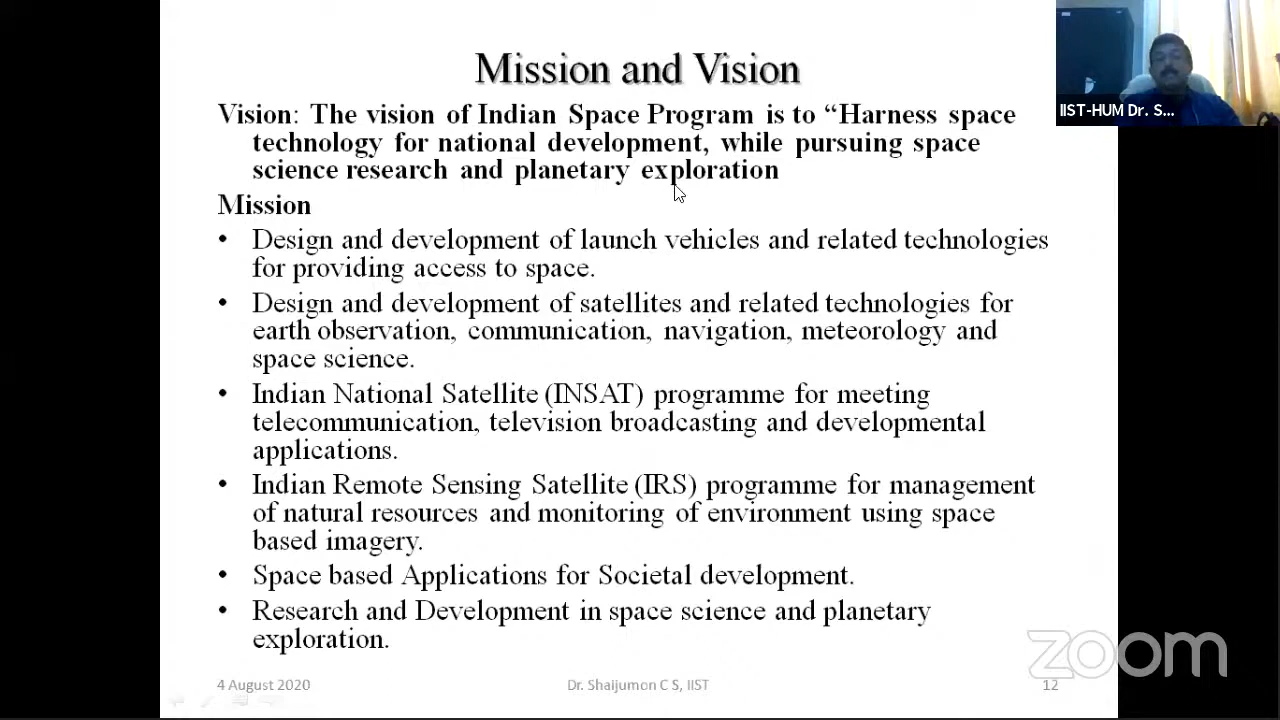 Mission and Vision
Vision: The vision of Indian Space Program is to “Harness space
technology for national development, while pursuing space
science research and planetary exploration
Mission
• Design and development of launch vehicles and related technologies
for providing access to space.
• Design and development of satellites and related technologies for
earth observation, communication, navigation, meteorology and
space science.
• Indian National Satellite (INSAT) programme for meeting
telecommunication, television broadcasting and developmental
applications.
• Indian Remote Sensing Satellite (IRS) programme for management
of natural resources and monitoring of environment using space
based imagery.
• Space based Applications for Societal development.
• Research and Development in space science and planetary
exploration.
4 August 2020
Dr. Shaijumon C S, IIST
12
IIST-HUM Dr. S...
zoom